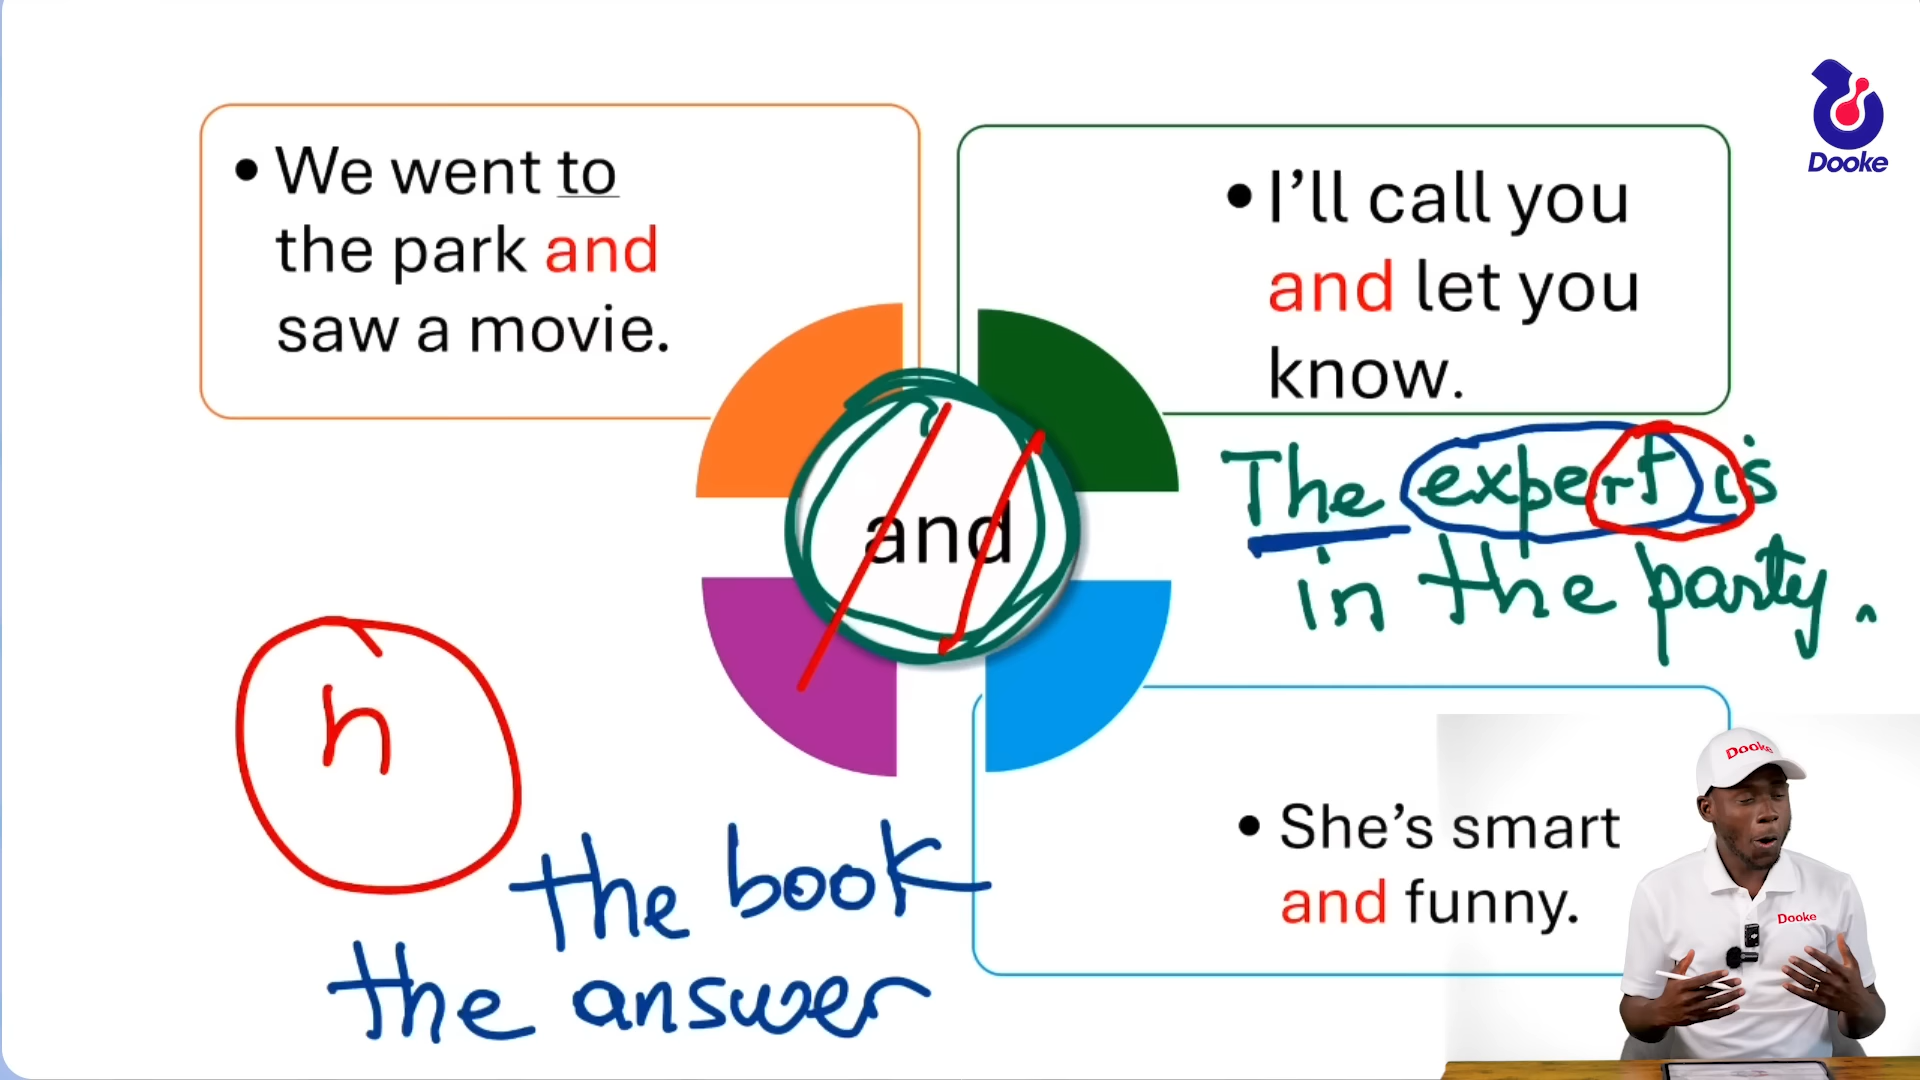 Dooke
• We went to
the park and
saw a movie.
• I'll call you
and let you
know.
and
The expert is
in the party.
h
the book
the answer
• She's smart
and funny.
Dooke
Dooke